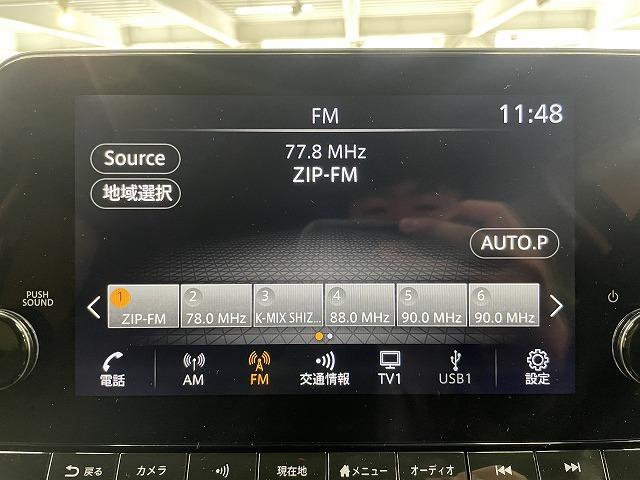 FM
11:48
77.8 MHz
ZIP-FM
Source
地域選択
AUTO.P
PUSH
SOUND
1
ZIP-FM
2
78.0 MHz
3
K-MIX SHIZ...
4
88.0 MHz
5
90.0 MHz
6
90.0 MHz
電話
AM
FM
交通情報
TV1
USB1
設定
戻る
カメラ
現在地
メニュー
オーディオ